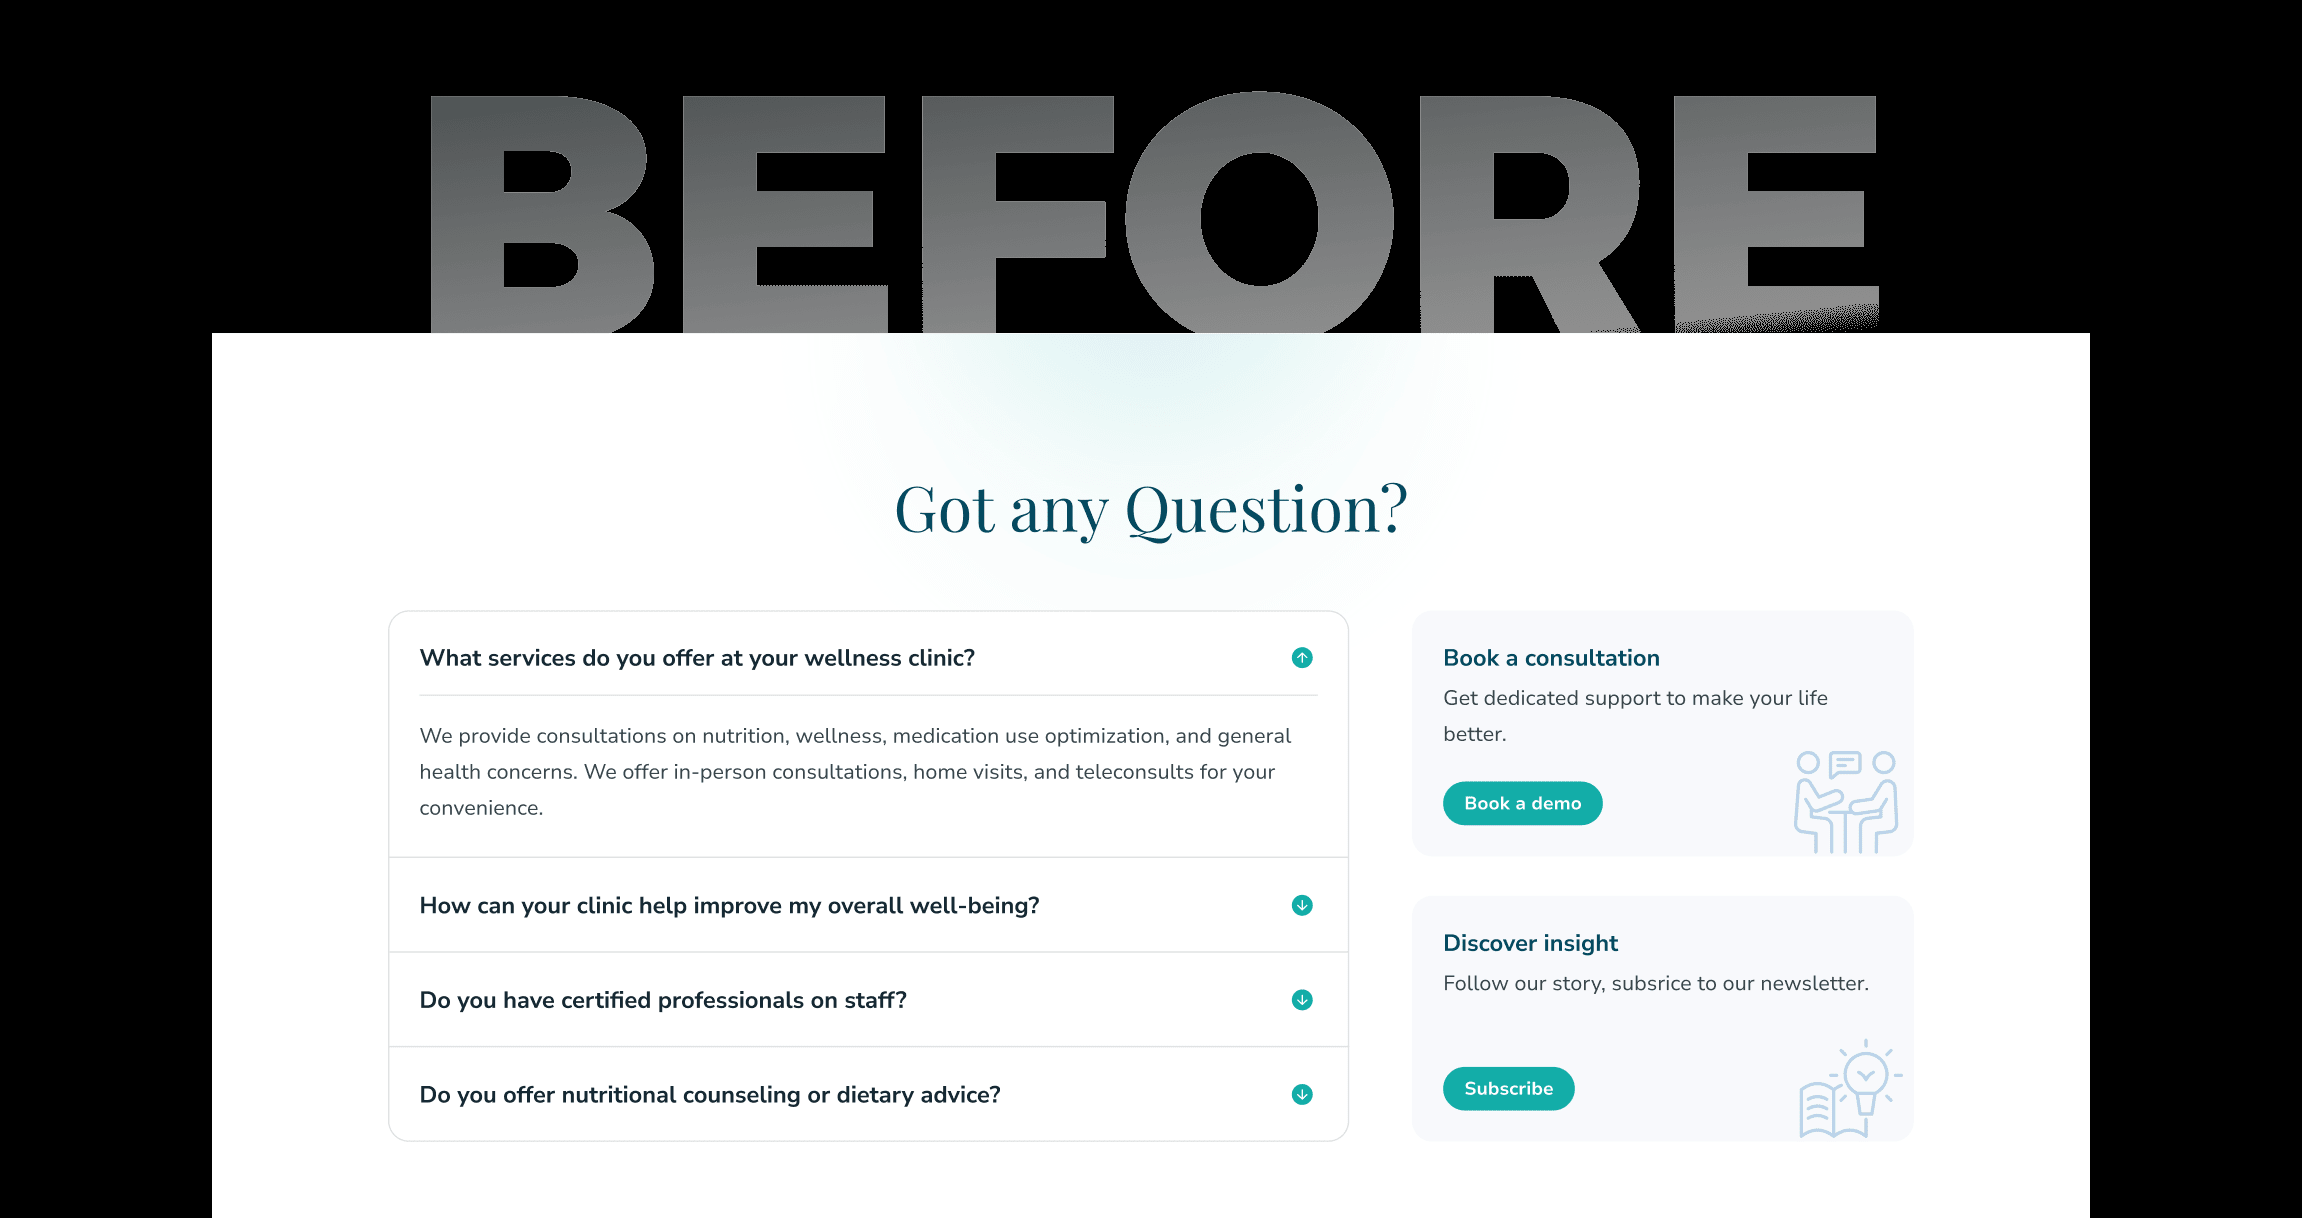 BEFORE
Got any Question?
What services do you offer at your wellness clinic?
We provide consultations on nutrition, wellness, medication use optimization, and general
health concerns. We offer in-person consultations, home visits, and teleconsults for your
convenience.
How can your clinic help improve my overall well-being?
Do you have certified professionals on staff?
Do you offer nutritional counseling or dietary advice?
Book a consultation
Get dedicated support to make your life
better.
Book a demo
Discover insight
Follow our story, subsrice to our newsletter.
Subscribe